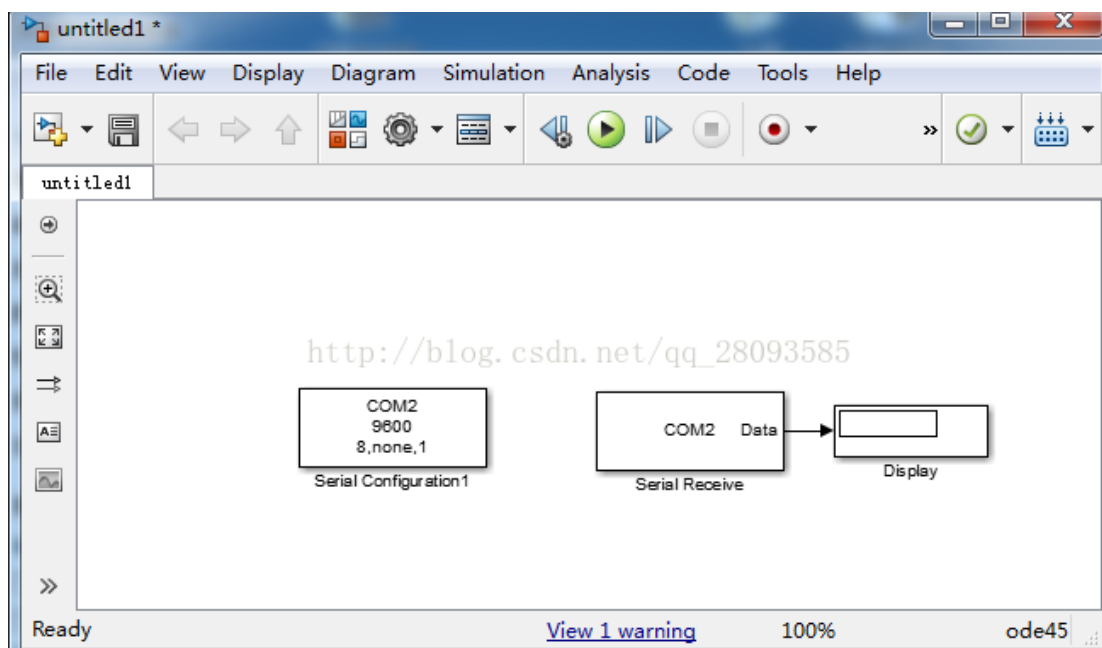 untitled1 *
File Edit View Display Diagram Simulation Analysis Code Tools Help
untitled1
http://blog.csdn.net/qq_28093585
COM2
9600
8,none,1
Serial Configuration1
COM2 Data
Serial Receive
Display
Ready View 1 warning 100% ode45